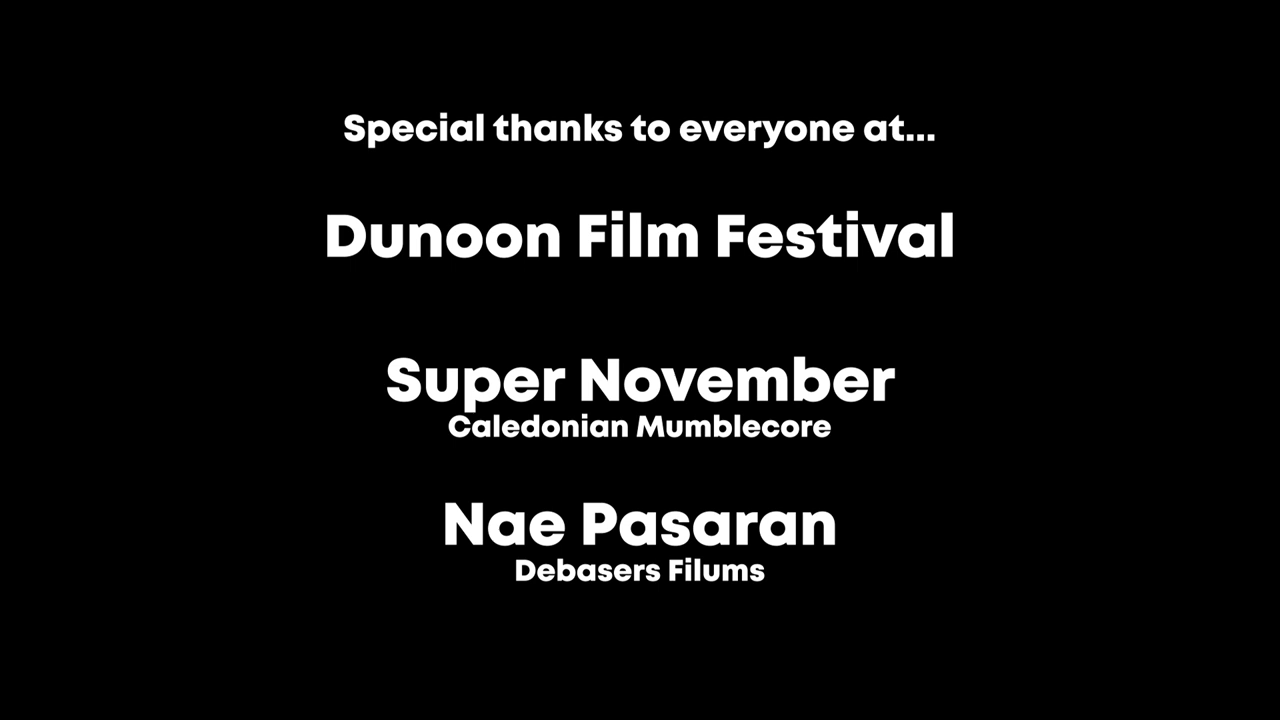 Special thanks to everyone at...
Dunoon Film Festival
Super November
Caledonian Mumblecore
Nae Pasaran
Debasers Filums